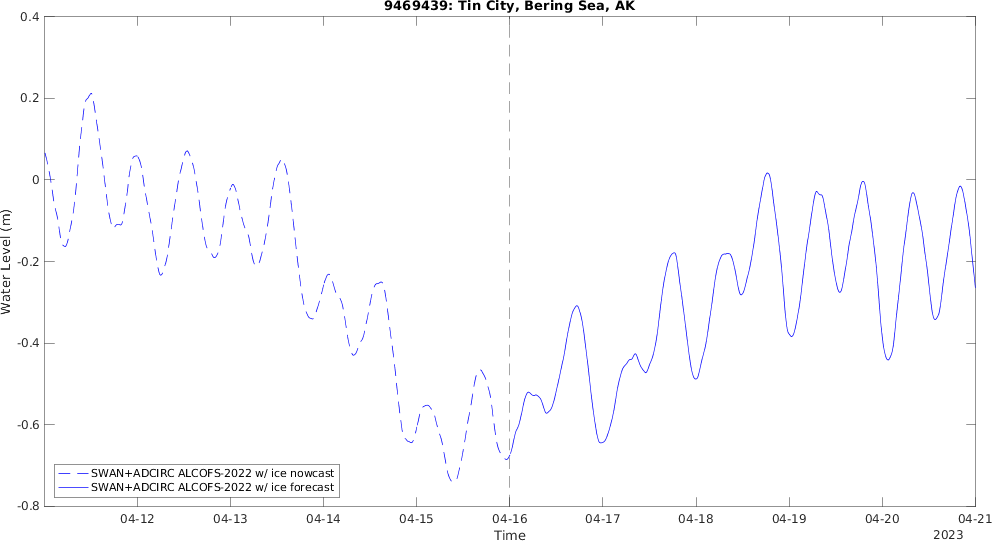 9469439: Tin City, Bering Sea, AK
0.4
0.2
0
-0.2
-0.4
-0.6
-0.8
Water Level (m)
SWAN+ADCIRC ALCOFS-2022 w/ ice nowcast
SWAN+ADCIRC ALCOFS-2022 w/ ice forecast
04-12 04-13 04-14 04-15 04-16 04-17 04-18 04-19 04-20 04-21
Time
2023